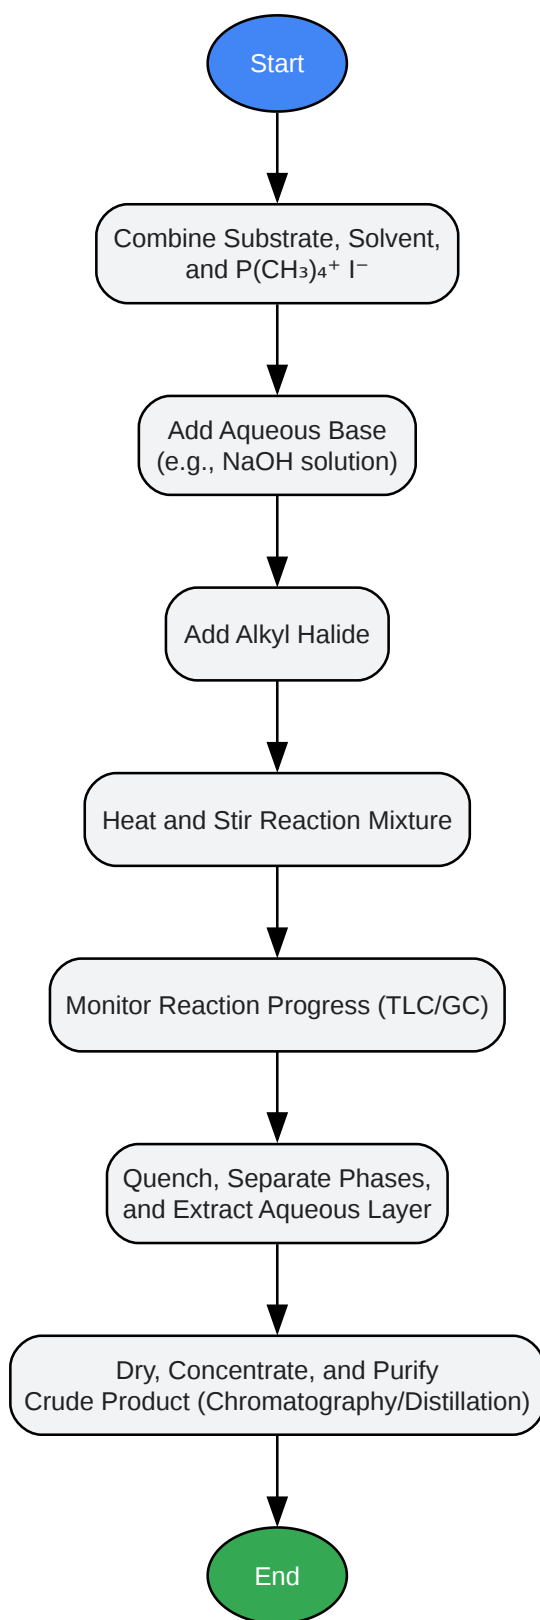 Start
Combine Substrate, Solvent,
and P(CH₃)₄⁺ I⁻
Add Aqueous Base
(e.g., NaOH solution)
Add Alkyl Halide
Heat and Stir Reaction Mixture
Monitor Reaction Progress (TLC/GC)
Quench, Separate Phases,
and Extract Aqueous Layer
Dry, Concentrate, and Purify
Crude Product (Chromatography/Distillation)
End